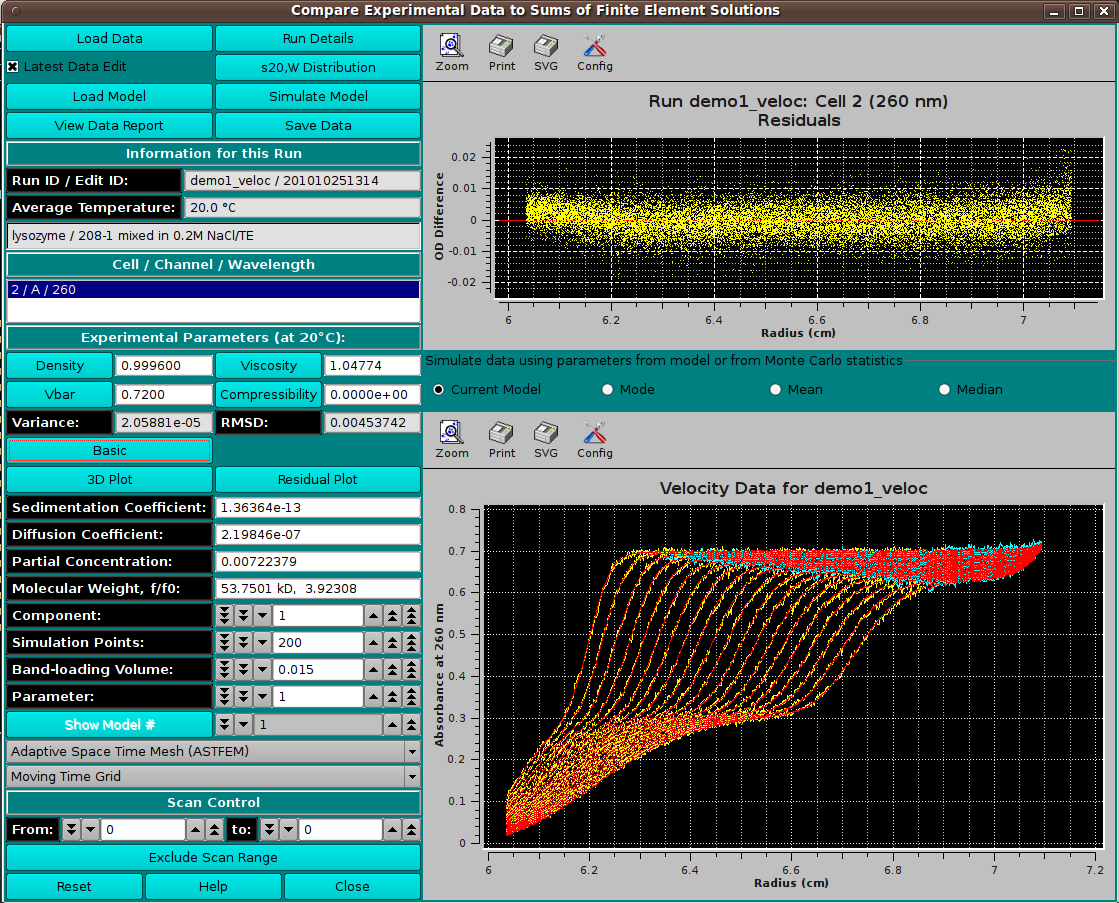 Compare Experimental Data to Sums of Finite Element Solutions
Load Data
Run Details
Latest Data Edit
s20,W Distribution
Load Model
Simulate Model
View Data Report
Save Data
Information for this Run
Run ID / Edit ID:
demo1_veloc / 201010251314
Average Temperature:
20.0 °C
lysozyme / 208-1 mixed in 0.2M NaCl/TE
Cell / Channel / Wavelength
2 / A / 260
Experimental Parameters (at 20°C):
Density
0.999600
Viscosity
1.04774
Vbar
0.7200
Compressibility
0.0000e+00
Variance:
2.05881e-05
RMSD:
0.00453742
Basic
3D Plot
Residual Plot
Sedimentation Coefficient:
1.36364e-13
Diffusion Coefficient:
2.19846e-07
Partial Concentration:
0.00722379
Molecular Weight, f/f0:
53.7501 kD, 3.92308
Component:
1
Simulation Points:
200
Band-loading Volume:
0.015
Parameter:
1
Show Model #
1
Adaptive Space Time Mesh (ASTFEM)
Moving Time Grid
Scan Control
From:
0
to:
0
Exclude Scan Range
Reset
Help
Close
Zoom
Print
SVG
Config
Run demo1_veloc: Cell 2 (260 nm)
Residuals
OD Difference
0.02
0.01
0
-0.01
-0.02
6
6.2
6.4
6.6
6.8
7
Radius (cm)
Simulate data using parameters from model or from Monte Carlo statistics
Current Model
Mode
Mean
Median
Zoom
Print
SVG
Config
Velocity Data for demo1_veloc
Absorbance at 260 nm
0.8
0.7
0.6
0.5
0.4
0.3
0.2
0.1
0
6
6.2
6.4
6.6
6.8
7
7.2
Radius (cm)